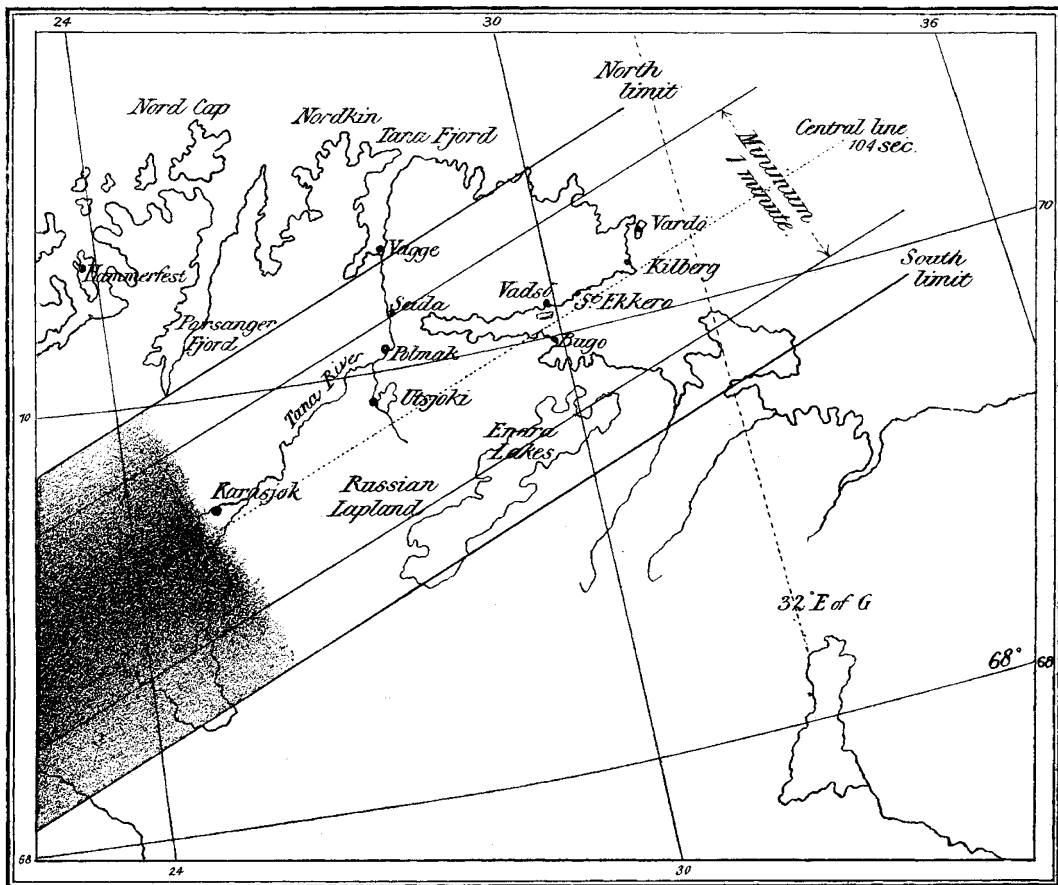 24
30
36
Nord Cap
Nordkin
Tana Fjord
North
limit
Central line
104 sec.
Minimum
1 minute
70
Vardo
Vagge
Kilberg
South
limit
Hammerfest
Vadso
St Ekkero
Seida
Porsanger
Fjord
Bugo
Polmak
Tana River
Utsjoki
70
Enara
Lakes
Karasjok
Russian
Lapland
32° E of G
68°
68
68
24
30